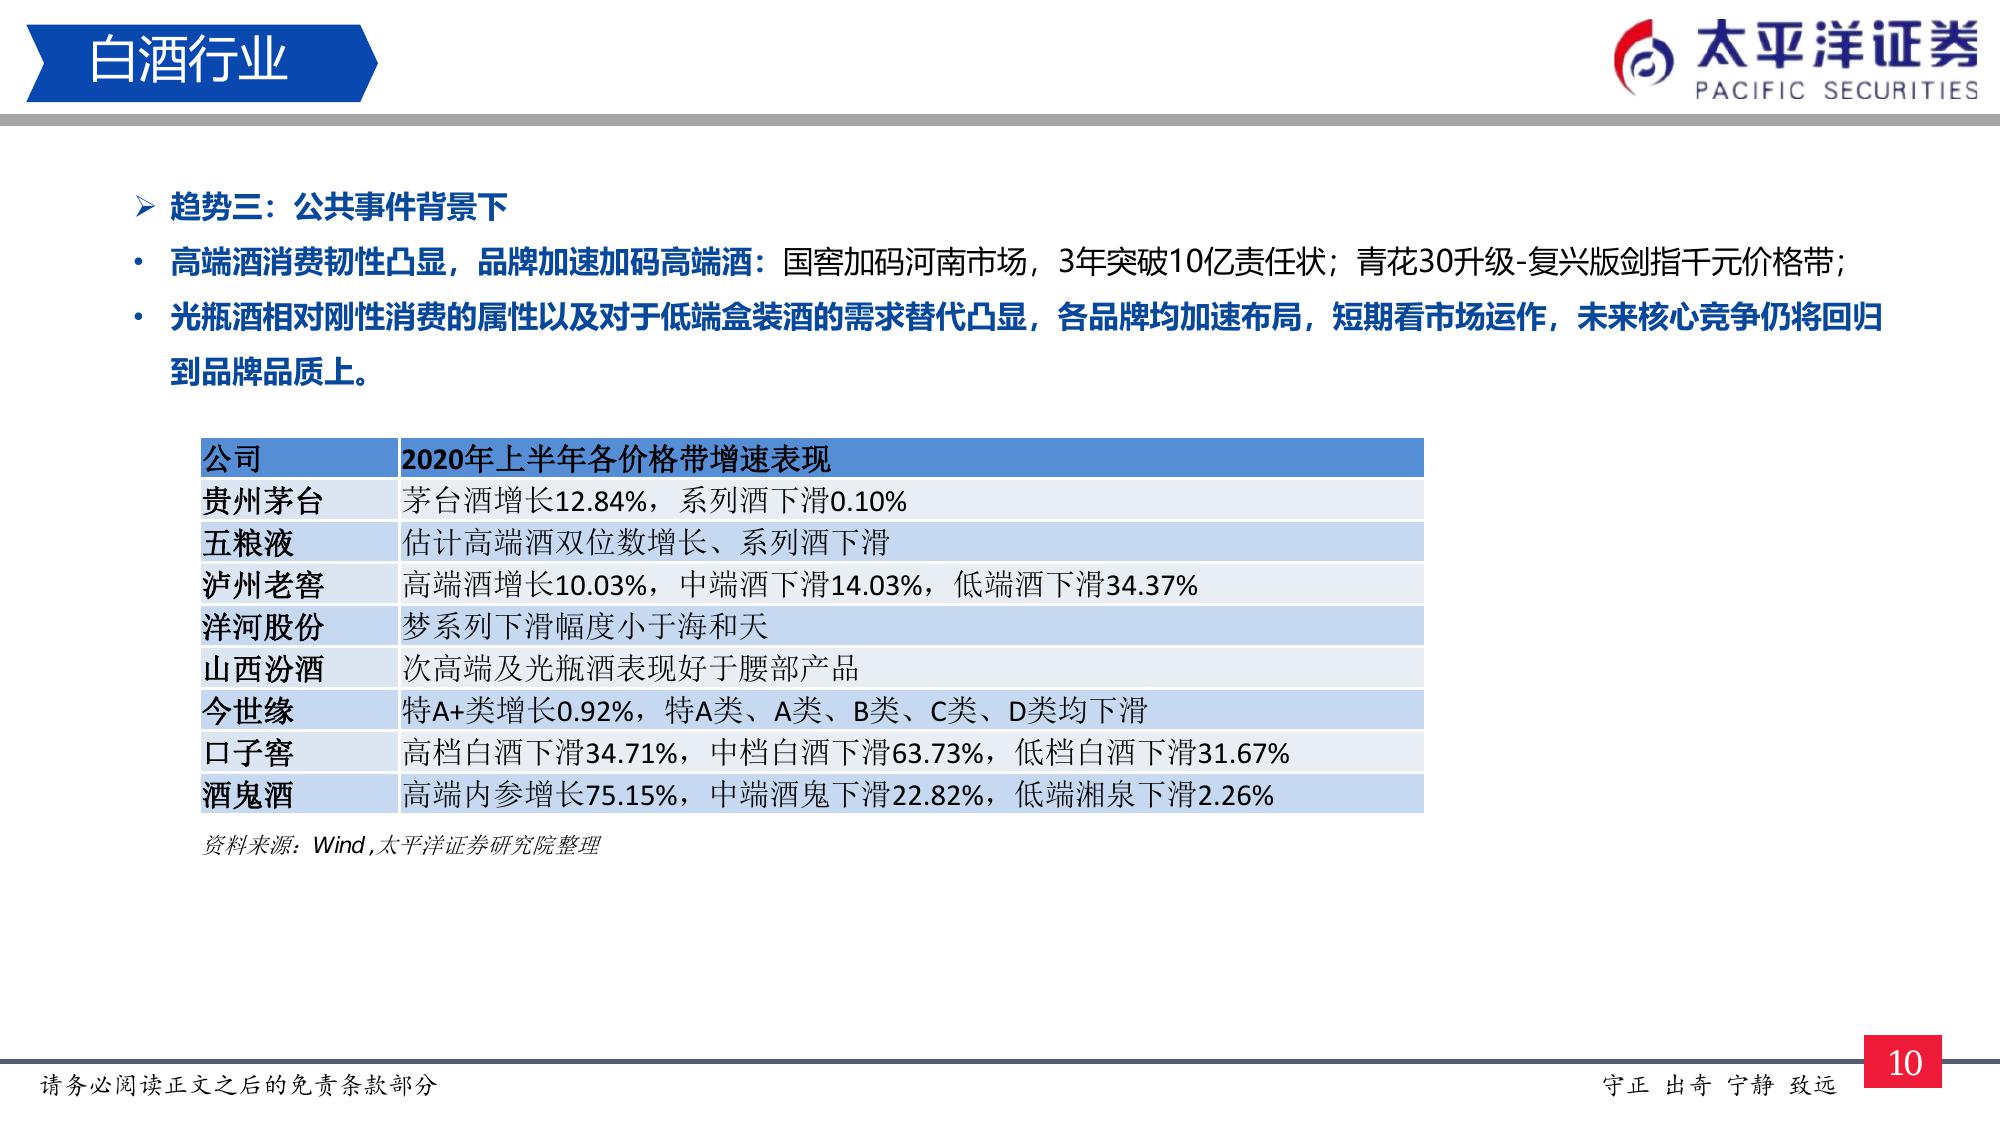 白酒行业
太平洋证券
PACIFIC SECURITIES
➢ 趋势三：公共事件背景下
• 高端酒消费韧性凸显，品牌加速加码高端酒：国窖加码河南市场，3年突破10亿责任状；青花30升级-复兴版剑指千元价格带；
• 光瓶酒相对刚性消费的属性以及对于低端盒装酒的需求替代凸显，各品牌均加速布局，短期看市场运作，未来核心竞争仍将回归
到品牌品质上。
公司 2020年上半年各价格带增速表现
贵州茅台 茅台酒增长12.84%，系列酒下滑0.10%
五粮液 估计高端酒双位数增长、系列酒下滑
泸州老窖 高端酒增长10.03%，中端酒下滑14.03%，低端酒下滑34.37%
洋河股份 梦系列下滑幅度小于海和天
山西汾酒 次高端及光瓶酒表现好于腰部产品
今世缘 特A+类增长0.92%，特A类、A类、B类、C类、D类均下滑
口子窖 高档白酒下滑34.71%，中档白酒下滑63.73%，低档白酒下滑31.67%
酒鬼酒 高端内参增长75.15%，中端酒鬼下滑22.82%，低端湘泉下滑2.26%
资料来源：Wind ,太平洋证券研究院整理
请务必阅读正文之后的免责条款部分
守正 出奇 宁静 致远
10